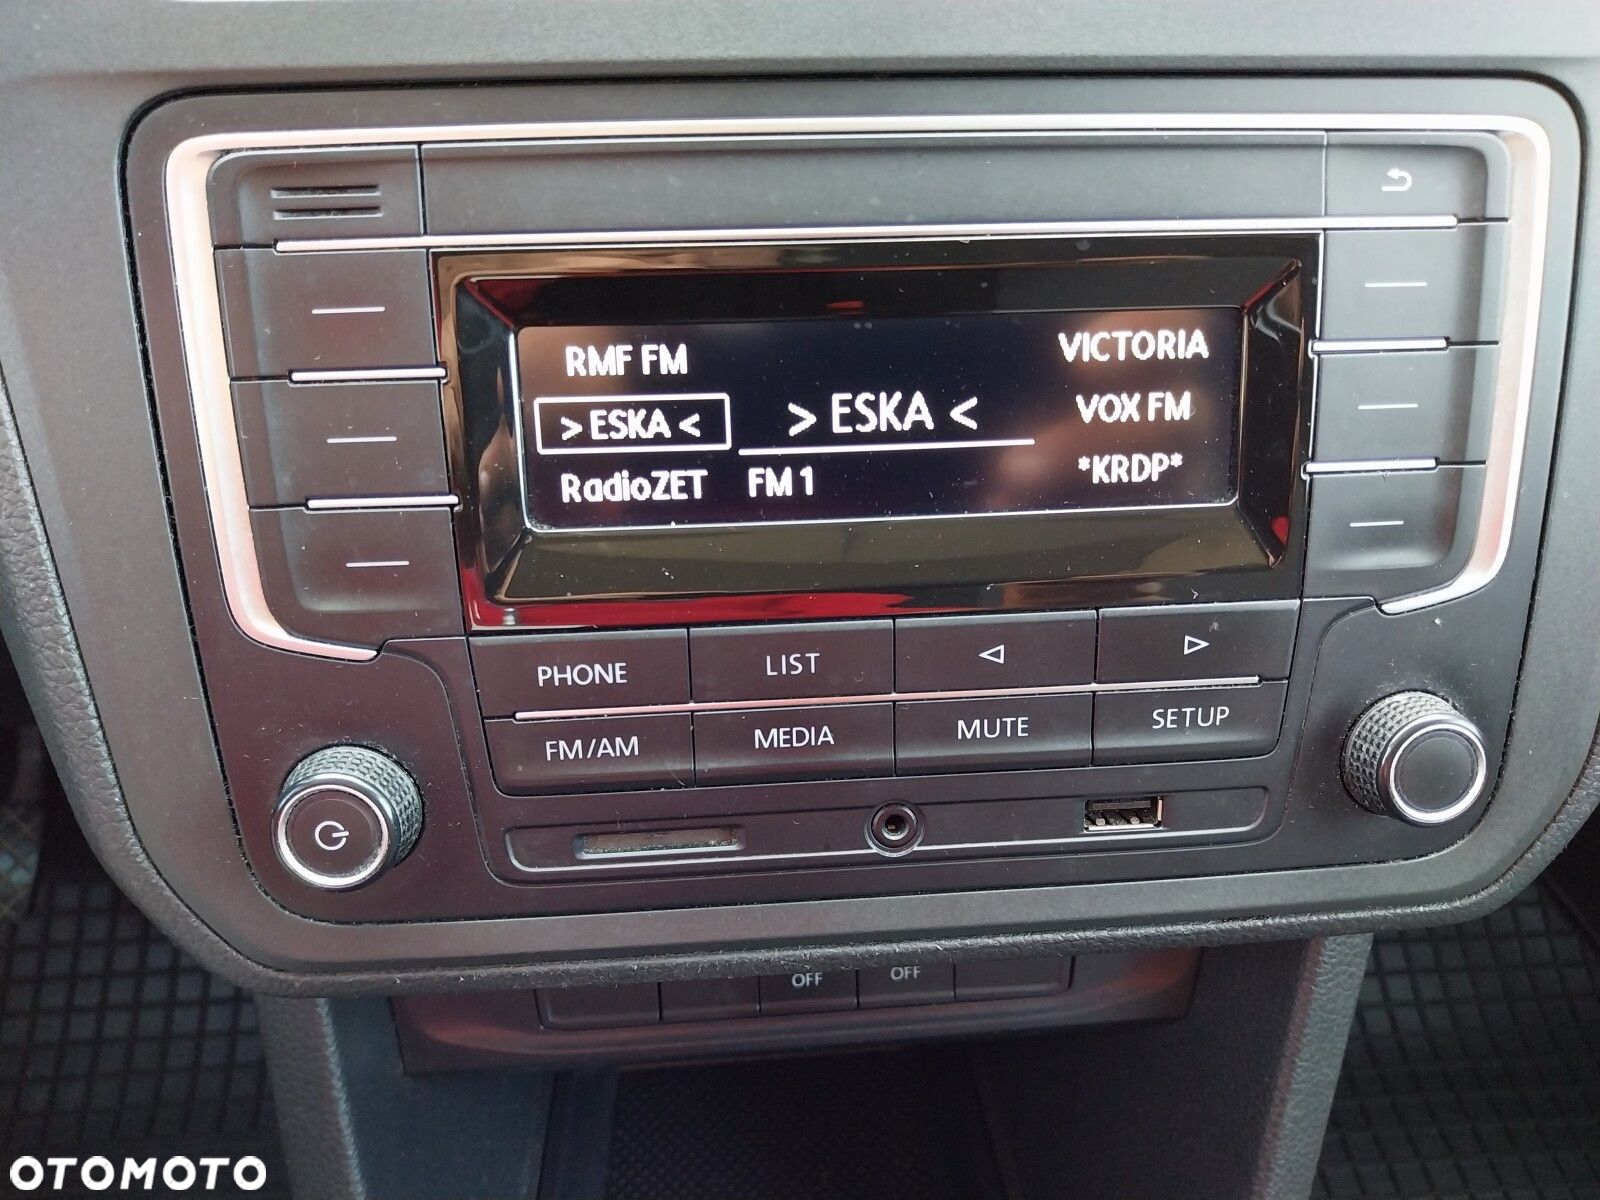 RMF FM
VICTORIA
> ESKA <
> ESKA <
VOX FM
RadioZET
FM 1
*KRDP*
PHONE
LIST
FM/AM
MEDIA
MUTE
SETUP
OFF
OFF
OTOMOTO